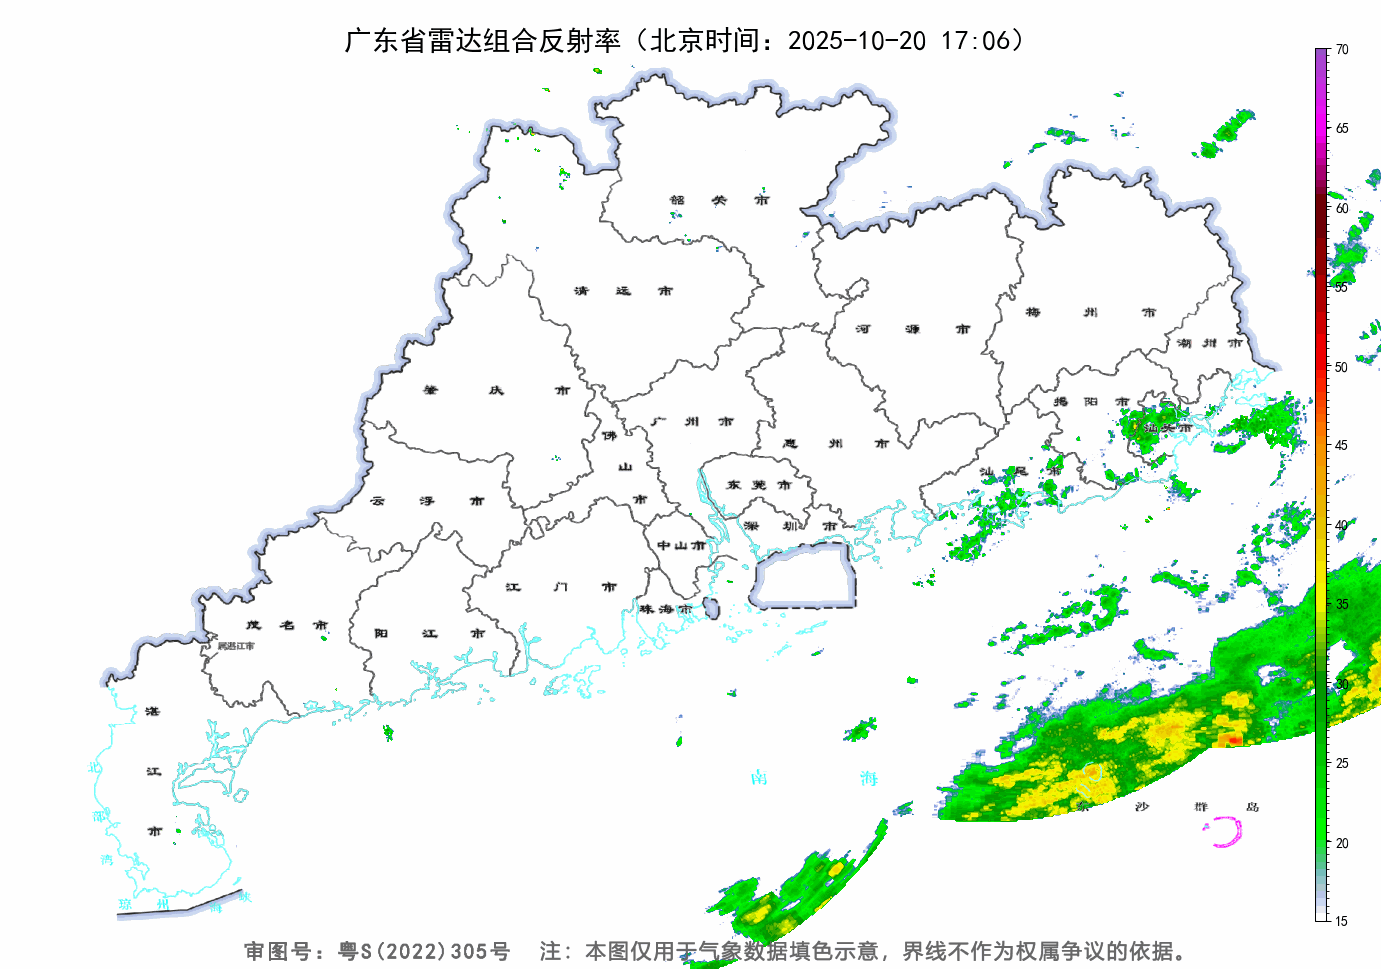 广东省雷达组合反射率（北京时间：2025-10-20 17:06）
70
65
60
55
50
45
40
35
30
25
20
15
韶关市
清远市
河源市
梅州市
潮州市
肇庆市
广州市
揭阳市
汕头市
佛山市
惠州市
汕尾市
云浮市
东莞市
深圳市
中山市
江门市
珠海市
茂名市
阳江市
属湛江市
湛江市
北部湾
南海
东沙群岛
琼州海峡
审图号：粤S(2022)305号 注：本图仅用于气象数据填色示意，界线不作为权属争议的依据。